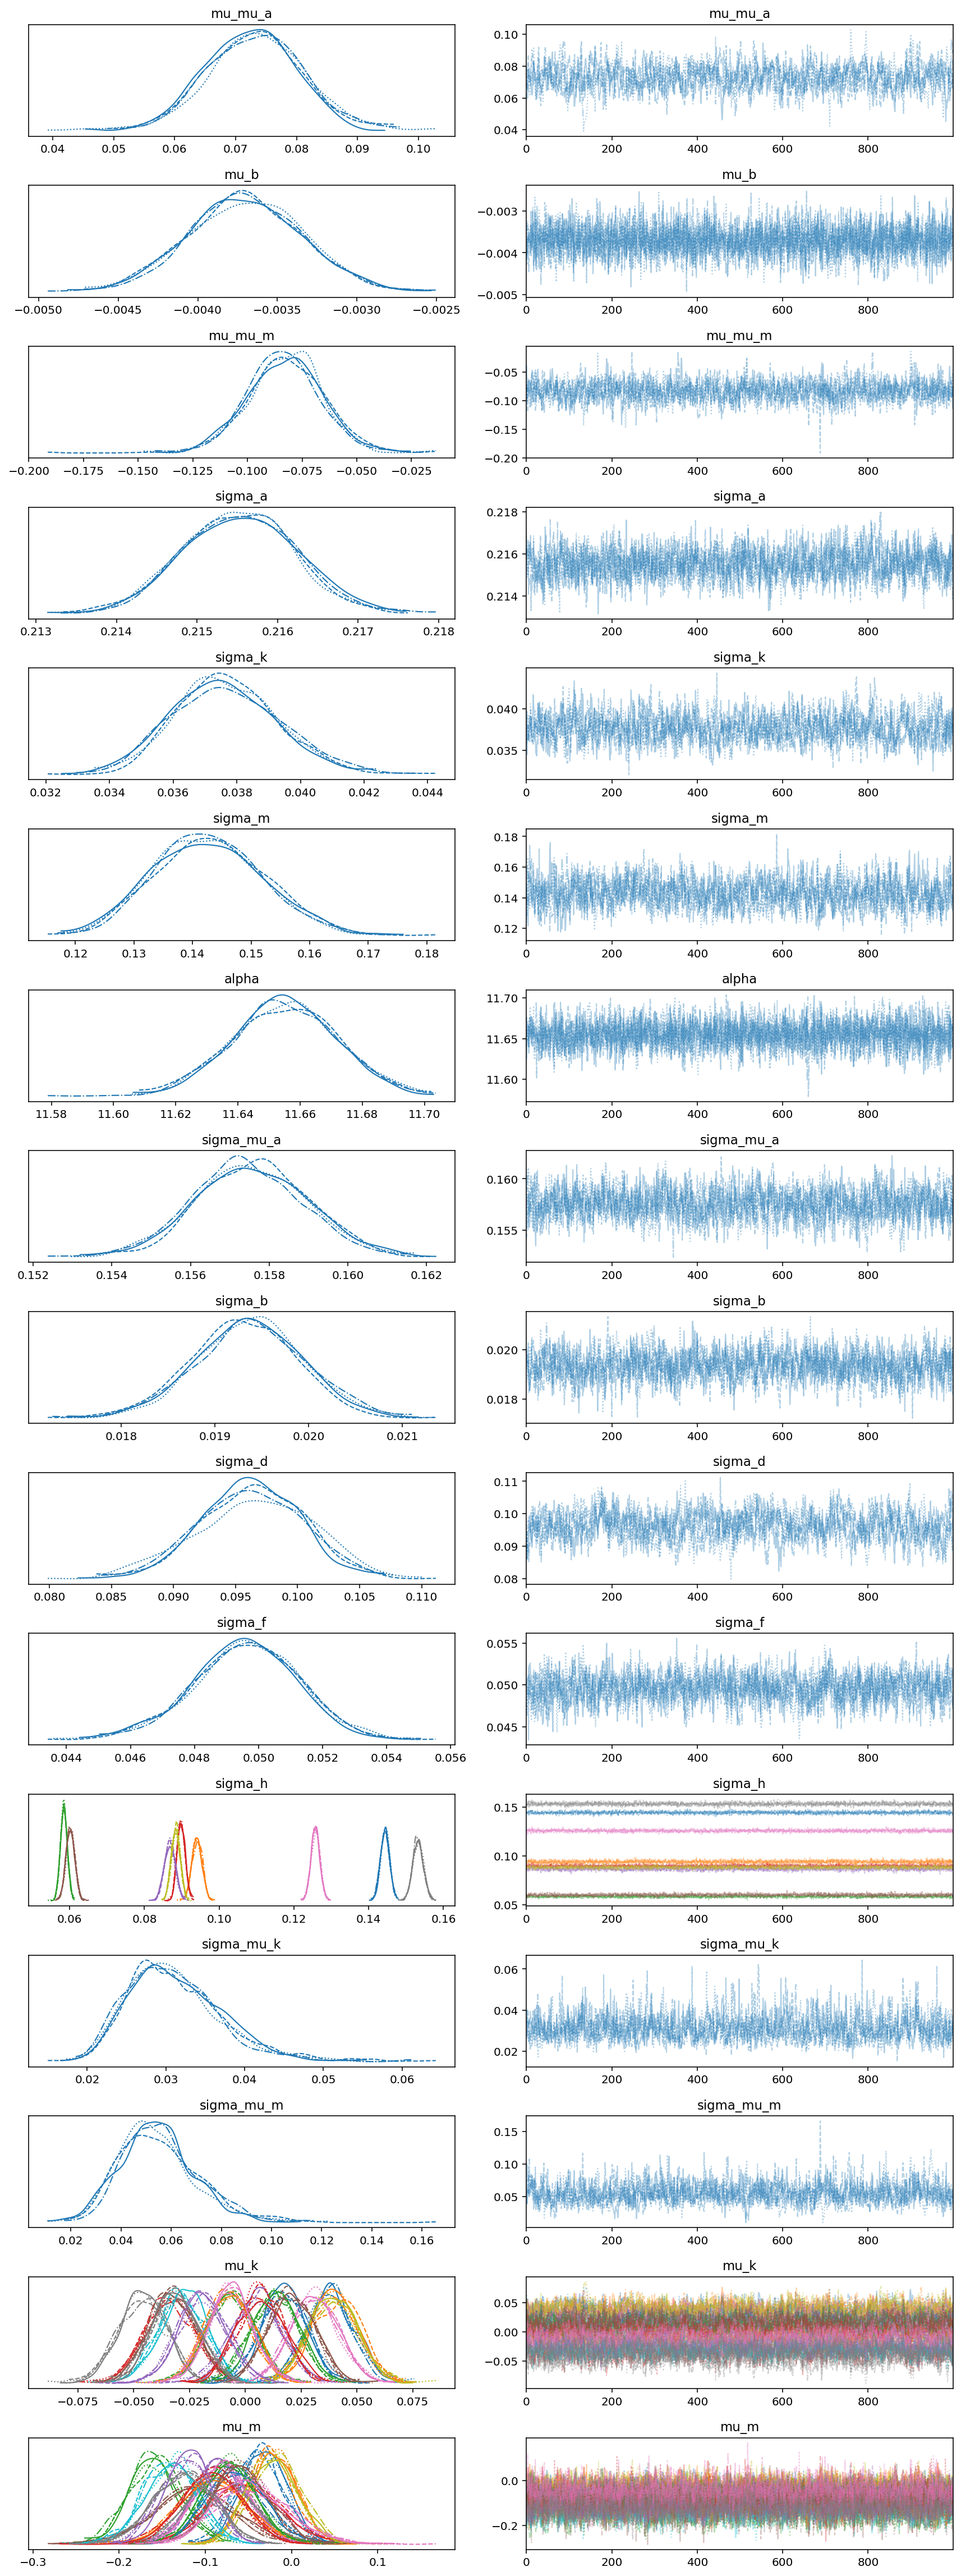 mu_mu_a mu_mu_a
0.10
0.08
0.06
0.04
0.04 0.05 0.06 0.07 0.08 0.09 0.10 0 200 400 600 800
mu_b mu_b
−0.003
−0.004
−0.005
−0.0050 −0.0045 −0.0040 −0.0035 −0.0030 −0.0025 0 200 400 600 800
mu_mu_m mu_mu_m
−0.05
−0.10
−0.15
−0.20
−0.200 −0.175 −0.150 −0.125 −0.100 −0.075 −0.050 −0.025 0 200 400 600 800
sigma_a sigma_a
0.218
0.216
0.214
0.213 0.214 0.215 0.216 0.217 0.218 0 200 400 600 800
sigma_k sigma_k
0.040
0.035
0.032 0.034 0.036 0.038 0.040 0.042 0.044 0 200 400 600 800
sigma_m sigma_m
0.18
0.16
0.14
0.12
0.12 0.13 0.14 0.15 0.16 0.17 0.18 0 200 400 600 800
alpha alpha
11.70
11.65
11.60
11.58 11.60 11.62 11.64 11.66 11.68 11.70 0 200 400 600 800
sigma_mu_a sigma_mu_a
0.160
0.155
0.152 0.154 0.156 0.158 0.160 0.162 0 200 400 600 800
sigma_b sigma_b
0.020
0.018
0.018 0.019 0.020 0.021 0 200 400 600 800
sigma_d sigma_d
0.11
0.10
0.09
0.08
0.080 0.085 0.090 0.095 0.100 0.105 0.110 0 200 400 600 800
sigma_f sigma_f
0.055
0.050
0.045
0.044 0.046 0.048 0.050 0.052 0.054 0.056 0 200 400 600 800
sigma_h sigma_h
0.15
0.10
0.05
0.06 0.08 0.10 0.12 0.14 0.16 0 200 400 600 800
sigma_mu_k sigma_mu_k
0.06
0.04
0.02
0.02 0.03 0.04 0.05 0.06 0 200 400 600 800
sigma_mu_m sigma_mu_m
0.15
0.10
0.05
0.02 0.04 0.06 0.08 0.10 0.12 0.14 0.16 0 200 400 600 800
mu_k mu_k
0.05
0.00
−0.05
−0.075 −0.050 −0.025 0.000 0.025 0.050 0.075 0 200 400 600 800
mu_m mu_m
0.0
−0.2
−0.3 −0.2 −0.1 0.0 0.1 0 200 400 600 800